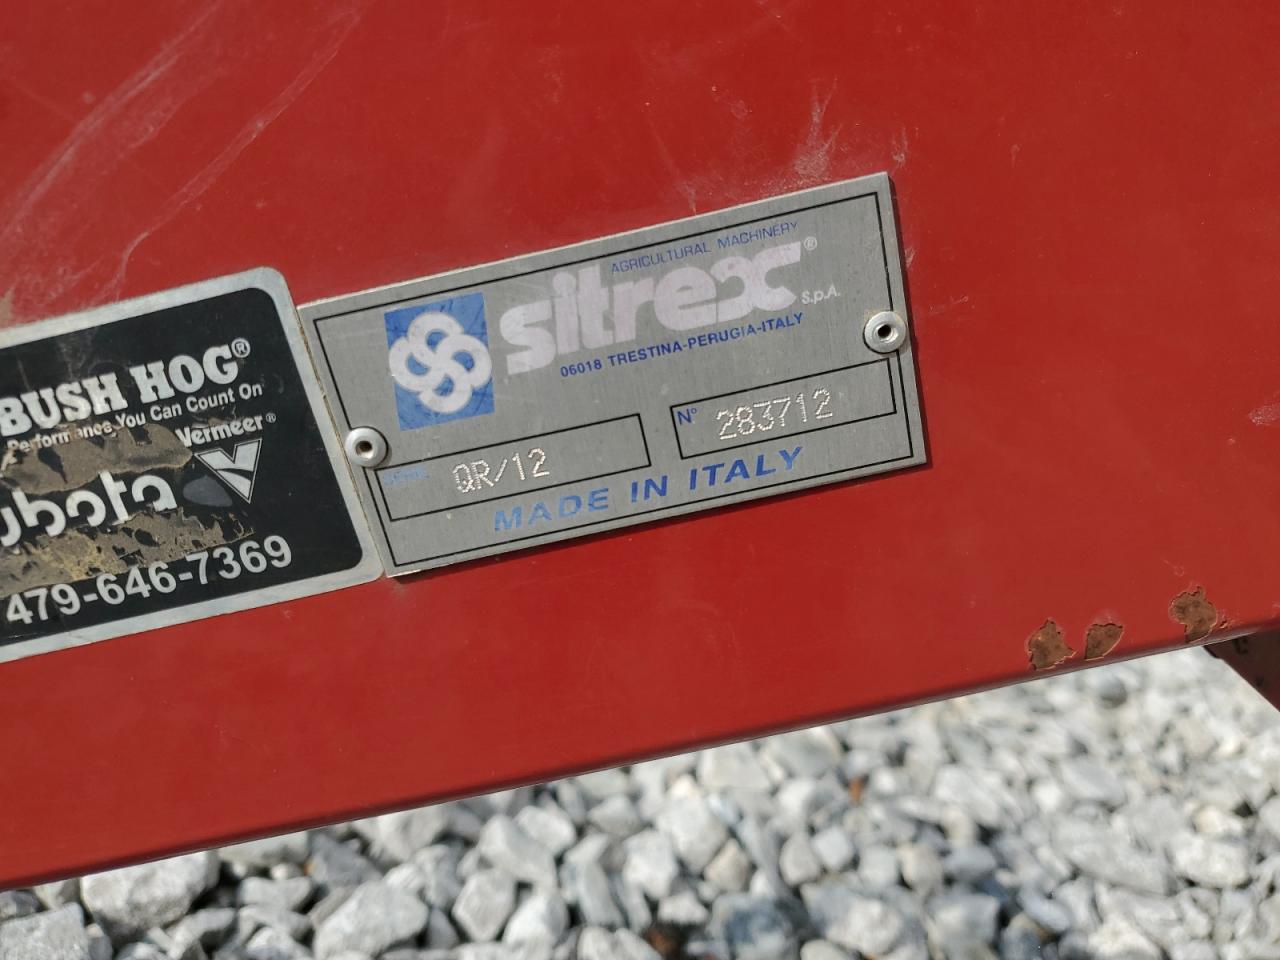 BUSH HOG®
Performance You Can Count On
Vermeer®
479-646-7369
AGRICULTURAL MACHINERY
sitrex®
S.p.A.
06018 TRESTINA-PERUGIA-ITALY
QR/12
N° 283712
MADE IN ITALY